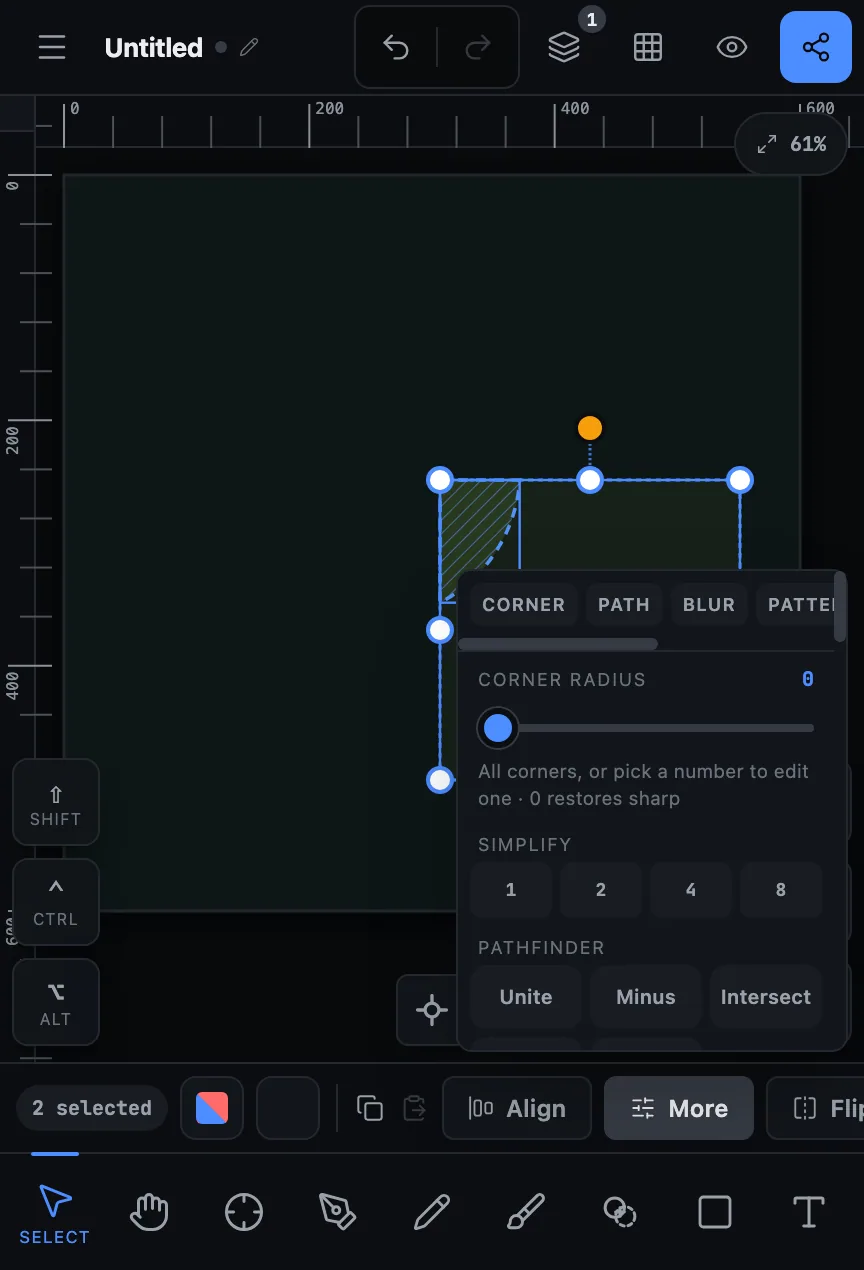 Untitled
1
0
200
400
600
61%
0
200
400
600
CORNER
PATH
BLUR
CORNER RADIUS
0
All corners, or pick a number to edit
one · 0 restores sharp
SIMPLIFY
1
2
4
8
PATHFINDER
Unite
Minus
Intersect
⇧
SHIFT
^
CTRL
⌥
ALT
2 selected
Align
More
SELECT